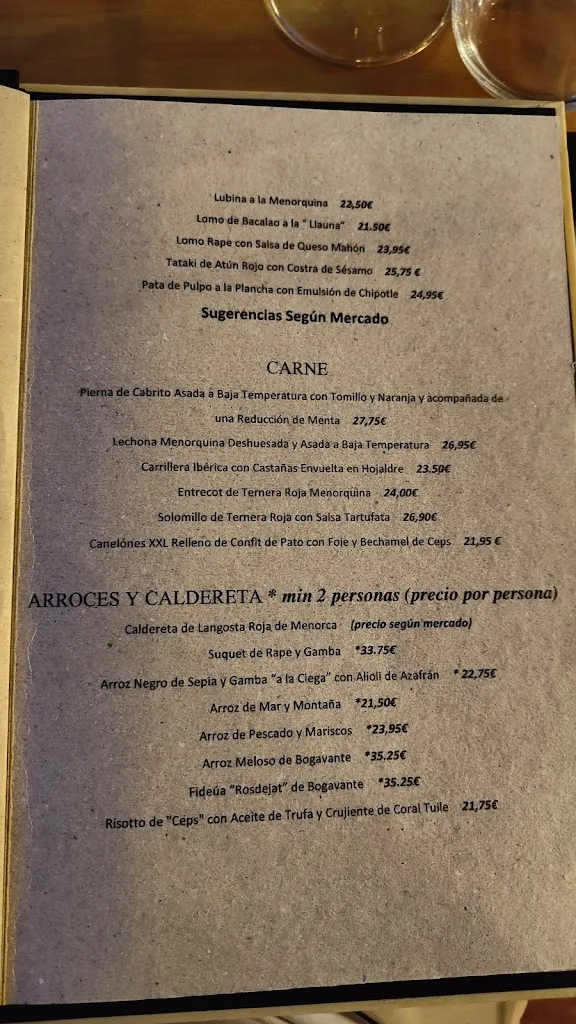 Lubina a la Menorquina 22,50€
Lomo de Bacalao a la " Llauna" 21.50€
Lomo Rape con Salsa de Queso Mahón 23,95€
Tataki de Atún Rojo con Costra de Sésamo 25,75 €
Pata de Pulpo a la Plancha con Emulsión de Chipotle 24,95€
Sugerencias Según Mercado
CARNE
Pierna de Cabrito Asada a Baja Temperatura con Tomillo y Naranja y acompañada de
una Reducción de Menta 27,75€
Lechona Menorquina Deshuesada y Asada a Baja Temperatura 26,95€
Carrillera Ibérica con Castañas Envuelta en Hojaldre 23.50€
Entrecot de Ternera Roja Menorquina 24,00€
Solomillo de Ternera Roja con Salsa Tartufata 26,90€
Canelónes XXL Relleno de Confit de Pato con Foie y Bechamel de Ceps 21,95 €
ARROCES Y CALDERETA * min 2 personas (precio por persona)
Caldereta de Langosta Roja de Menorca (precio según mercado)
Suquet de Rape y Gamba *33.75€
Arroz Negro de Sepia y Gamba "a la Ciega" con Alioli de Azafrán * 22,75€
Arroz de Mar y Montaña *21,50€
Arroz de Pescado y Mariscos *23,95€
Arroz Meloso de Bogavante *35.25€
Fideúa "Rosdejat" de Bogavante *35.25€
Risotto de "Ceps" con Aceite de Trufa y Crujiente de Coral Tuile 21,75€